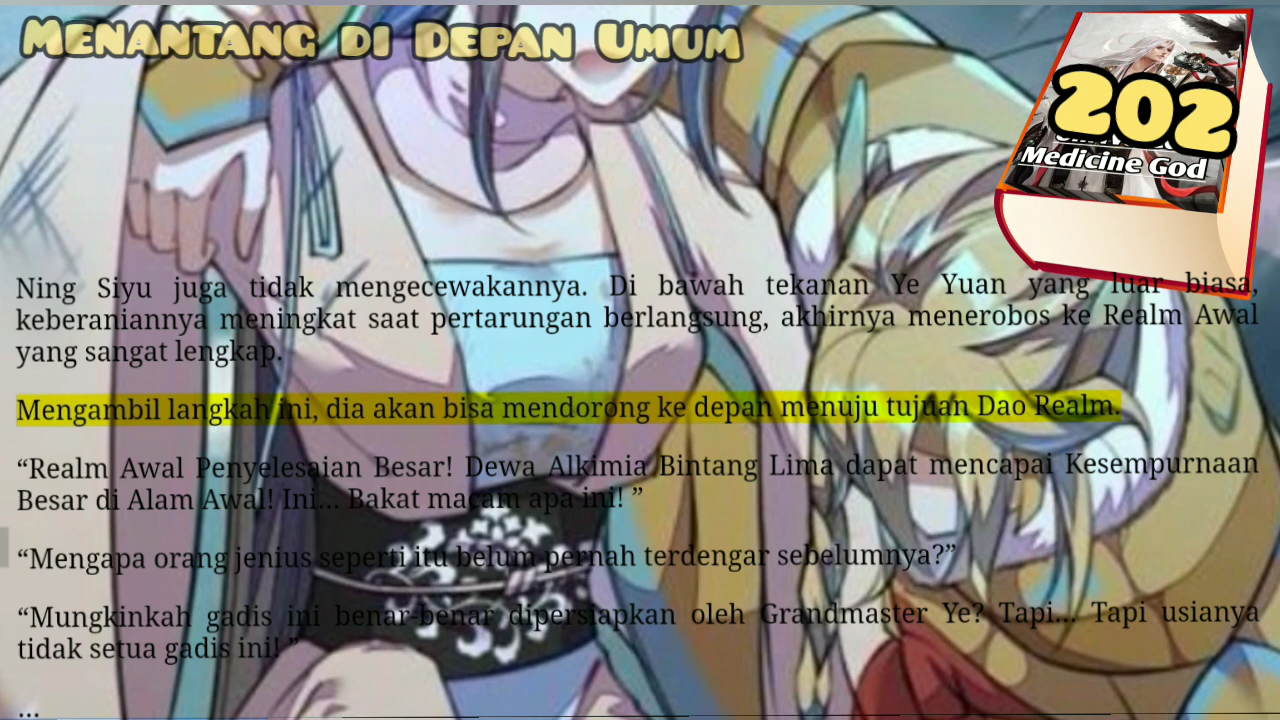 Menantang di Depan Umum
202
Medicine God
Ning Siyu juga tidak mengecewakannya. Di bawah tekanan Ye Yuan yang luar biasa,
keberaniannya meningkat saat pertarungan berlangsung, akhirnya menerobos ke Realm Awal
yang sangat lengkap.
Mengambil langkah ini, dia akan bisa mendorong ke depan menuju tujuan Dao Realm.
“Realm Awal Penyelesaian Besar! Dewa Alkimia Bintang Lima dapat mencapai Kesempurnaan
Besar di Alam Awal! Ini... Bakat macam apa ini! ”
“Mengapa orang jenius seperti itu belum pernah terdengar sebelumnya?”
“Mungkinkah gadis ini benar-benar dipersiapkan oleh Grandmaster Ye? Tapi... Tapi usianya
tidak setua gadis ini! ”
...